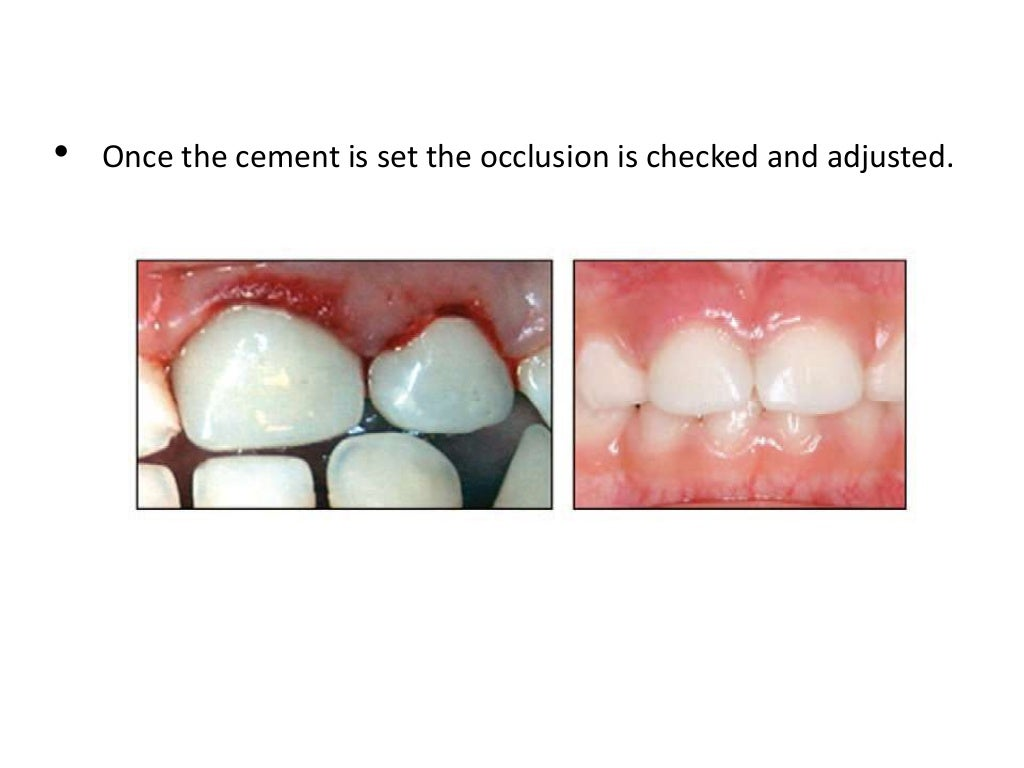 • Once the cement is set the occlusion is checked and adjusted.